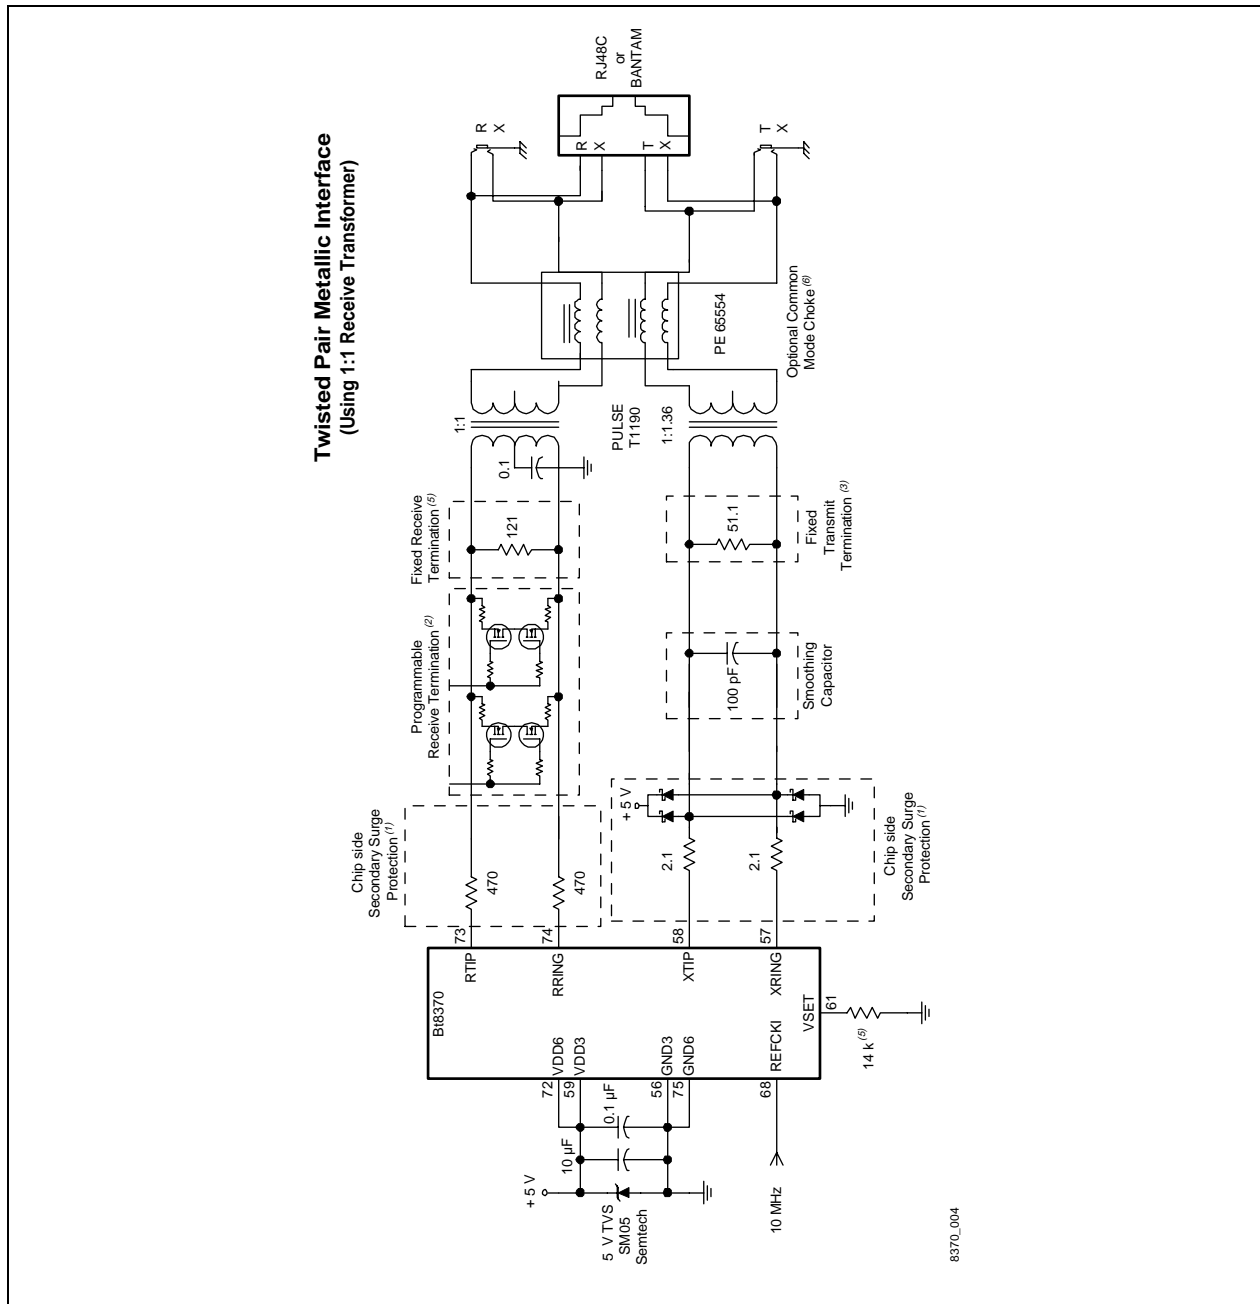 Twisted Pair Metallic Interface
(Using 1:1 Receive Transformer)
RJ48C
or
BANTAM
R
X
T
X
R
X
T
X
Optional Common
Mode Choke (6)
PE 65554
1:1
PULSE
T1190
1:1.36
0.1
Fixed Receive
Termination (5)
121
51.1
Fixed
Transmit
Termination (3)
Programmable
Receive Termination (2)
100 pF
Smoothing
Capacitor
Chip side
Secondary Surge
Protection (1)
470
470
+ 5 V
2.1
2.1
Chip side
Secondary Surge
Protection (1)
73
74
58
57
RTIP
RRING
XTIP
XRING
Bt8370
VSET
61
14 k (5)
VDD6
VDD3
GND3
GND6
REFCKI
72
59
56
75
68
0.1 µF
10 µF
+ 5 V
5 V TVS
SM05
Semtech
10 MHz
8370_004